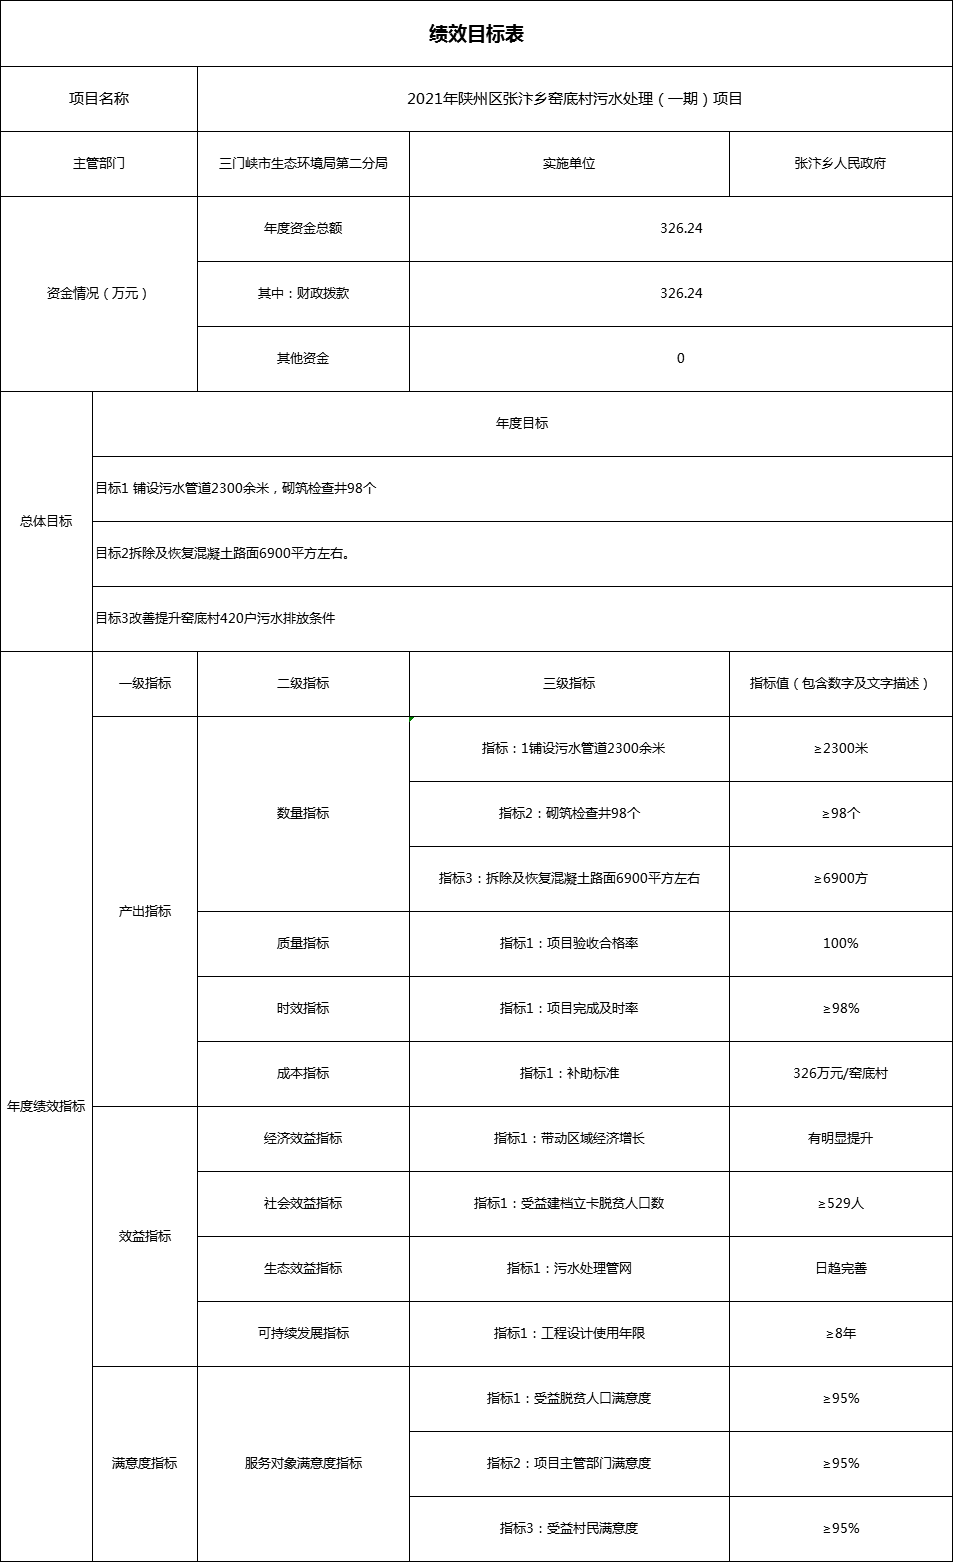 绩效目标表
项目名称
2021年陕州区张汴乡窑底村污水处理（一期）项目
主管部门
三门峡市生态环境局第二分局
实施单位
张汴乡人民政府
资金情况（万元）
年度资金总额
326.24
其中：财政拨款
326.24
其他资金
0
总体目标
年度目标
目标1 铺设污水管道2300余米，砌筑检查井98个
目标2拆除及恢复混凝土路面6900平方左右。
目标3改善提升窑底村420户污水排放条件
年度绩效指标
一级指标
二级指标
三级指标
指标值（包含数字及文字描述）
产出指标
数量指标
指标：1铺设污水管道2300余米
≥2300米
指标2：砌筑检查井98个
≥98个
指标3：拆除及恢复混凝土路面6900平方左右
≥6900方
质量指标
指标1：项目验收合格率
100%
时效指标
指标1：项目完成及时率
≥98%
成本指标
指标1：补助标准
326万元/窑底村
效益指标
经济效益指标
指标1：带动区域经济增长
有明显提升
社会效益指标
指标1：受益建档立卡脱贫人口数
≥529人
生态效益指标
指标1：污水处理管网
日趋完善
可持续发展指标
指标1：工程设计使用年限
≥8年
满意度指标
服务对象满意度指标
指标1：受益脱贫人口满意度
≥95%
指标2：项目主管部门满意度
≥95%
指标3：受益村民满意度
≥95%